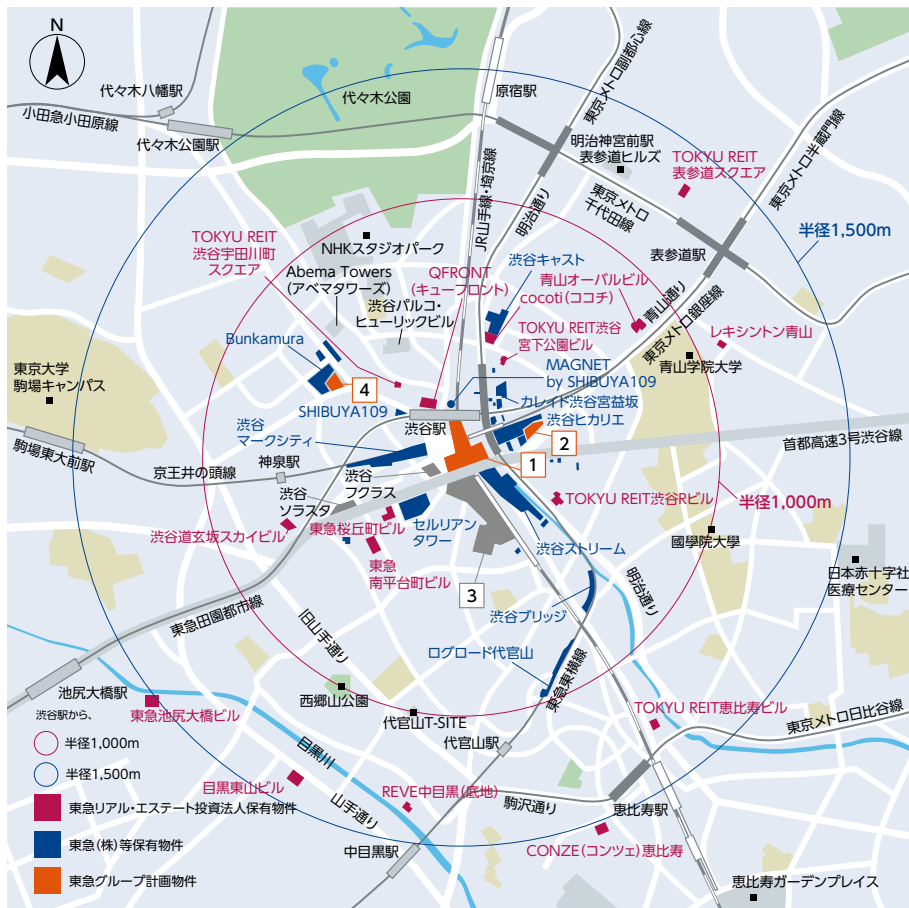 N
代々木八幡駅
小田急小田原線
代々木公園駅
代々木公園
原宿駅
東京メトロ副都心線
明治神宮前駅
表参道ヒルズ
TOKYU REIT
表参道スクエア
東京メトロ半蔵門線
JR山手線・埼京線
明治通り
東京メトロ
千代田線
表参道駅
半径1,500m
TOKYU REIT
渋谷宇田川町
スクエア
NHKスタジオパーク
Abema Towers
(アベマタワーズ)
渋谷パルコ・
ヒューリックビル
QFRONT
(キューフロント)
渋谷キャスト
青山オーバルビル
cocoti(ココチ)
青山通り
東京メトロ銀座線
TOKYU REIT渋谷
宮下公園ビル
レキシントン青山
青山学院大学
Bunkamura
4
MAGNET
by SHIBUYA109
東京大学
駒場キャンパス
SHIBUYA109
カレイド渋谷宮益坂
渋谷駅
渋谷ヒカリエ
2
渋谷
マークシティ
首都高速3号渋谷線
駒場東大前駅
京王井の頭線
神泉駅
渋谷
フクラス
1
渋谷
ソラスタ
TOKYU REIT渋谷Rビル
半径1,000m
渋谷道玄坂スカイビル
東急桜丘町ビル
セルリアン
タワー
渋谷ストリーム
國學院大學
東急
南平台町ビル
3
明治通り
日本赤十字社
医療センター
東急田園都市線
旧山手通り
渋谷ブリッジ
ログロード代官山
東急東横線
池尻大橋駅
西郷山公園
東急池尻大橋ビル
代官山T-SITE
TOKYU REIT恵比寿ビル
東京メトロ日比谷線
渋谷駅から、
半径1,000m
半径1,500m
代官山駅
目黒川
目黒東山ビル
山手通り
REVE中目黒(底地)
駒沢通り
恵比寿駅
東急リアル・エステート投資法人保有物件
東急(株)等保有物件
東急グループ計画物件
中目黒駅
CONZE(コンツェ)恵比寿
恵比寿ガーデンプレイス